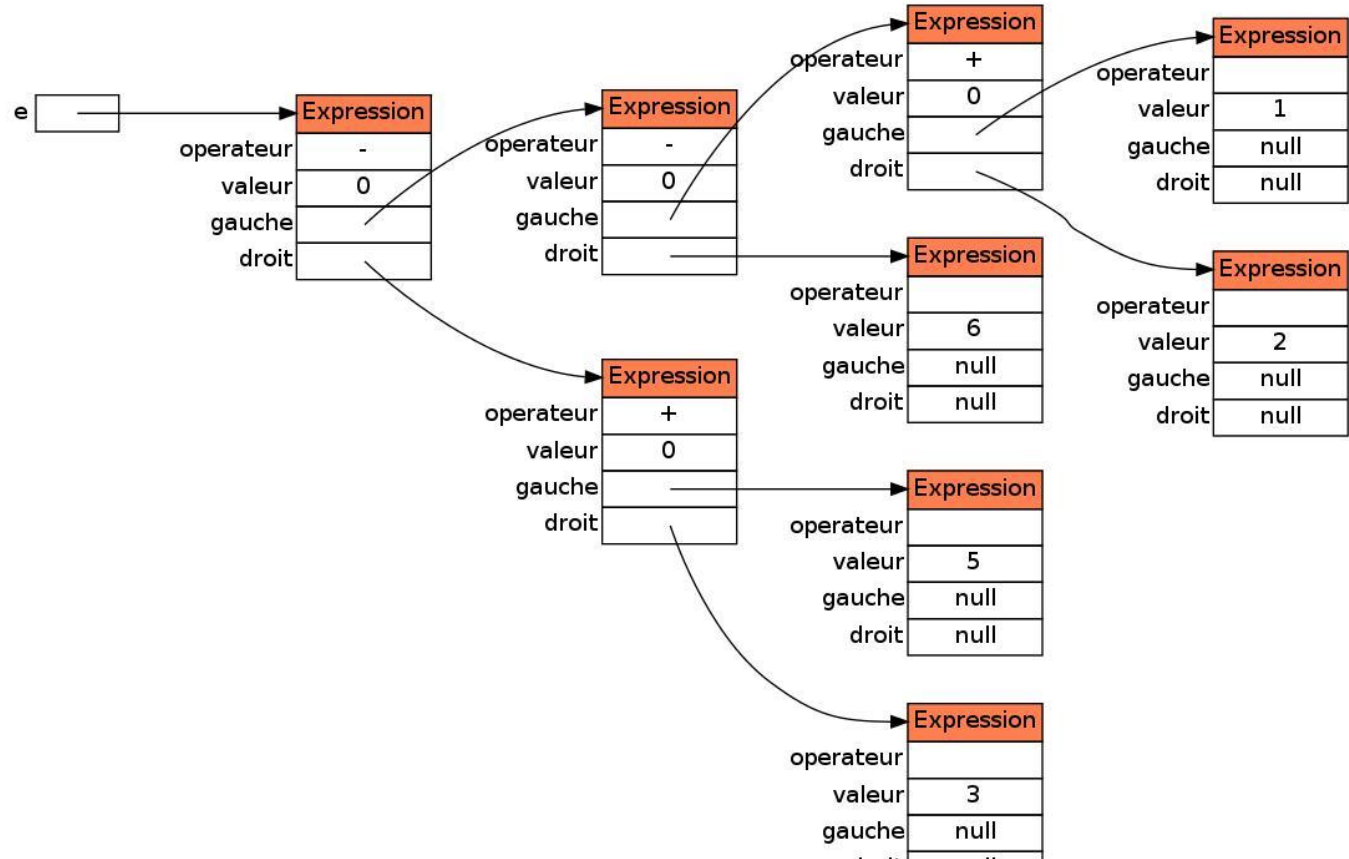 e
Expression
operateur -
valeur 0
gauche
droit
Expression
operateur -
valeur 0
gauche
droit
Expression
operateur +
valeur 0
gauche
droit
Expression
operateur
valeur 1
gauche null
droit null
Expression
operateur
valeur 2
gauche null
droit null
Expression
operateur
valeur 6
gauche null
droit null
Expression
operateur +
valeur 0
gauche
droit
Expression
operateur
valeur 5
gauche null
droit null
Expression
operateur
valeur 3
gauche null